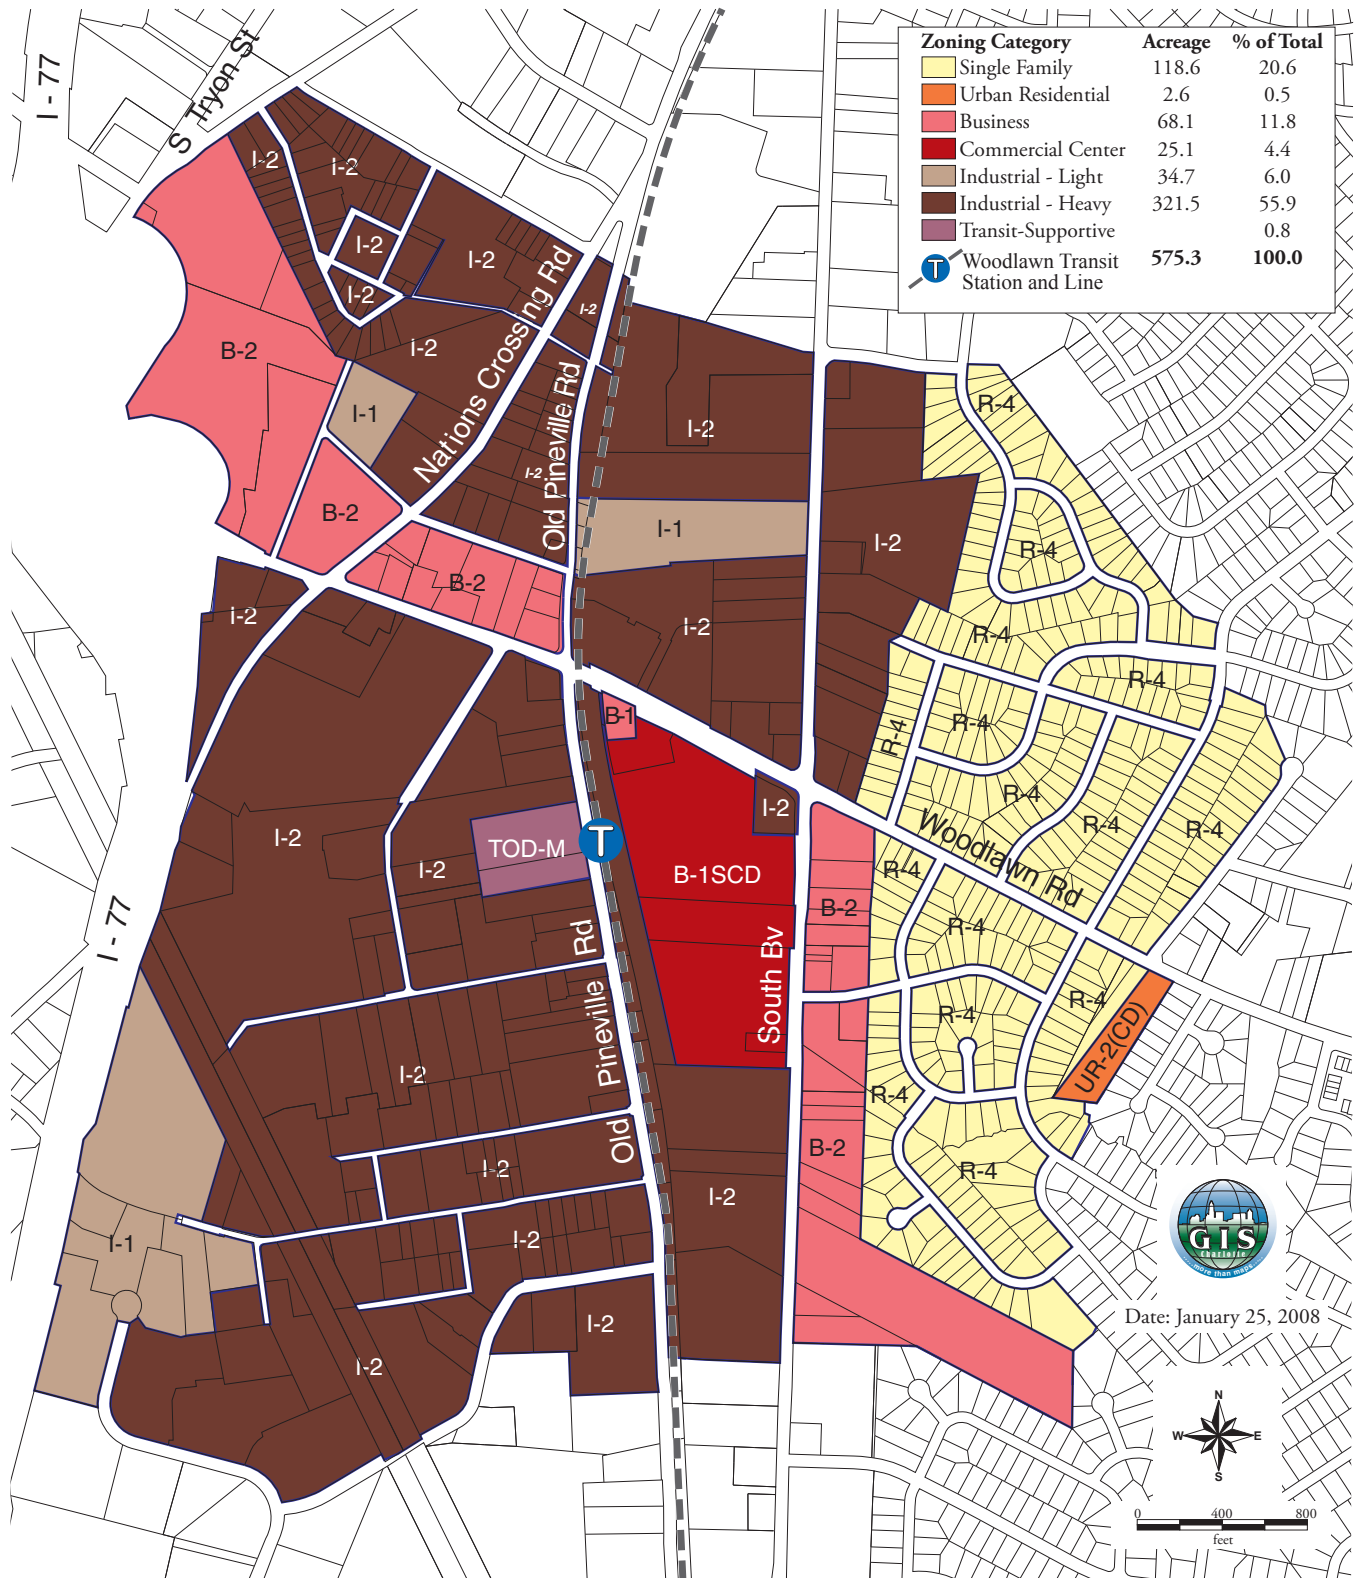 Zoning Category Acreage % of Total
Single Family 118.6 20.6
Urban Residential 2.6 0.5
Business 68.1 11.8
Commercial Center 25.1 4.4
Industrial - Light 34.7 6.0
Industrial - Heavy 321.5 55.9
Transit-Supportive 0.8
T Woodlawn Transit 575.3 100.0
Station and Line
I - 77
S Tryon St
I-2
I-2
I-2
I-2
I-2
I-2
I-2
B-2
I-1
Nations Crossing Rd
Old Pineville Rd
I-2
I-2
R-4
B-2
I-1
I-2
R-4
B-2
I-2
I-2
R-4
R-4
R-4
R-4
B-1
R-4
R-4
R-4
I-2
I-2
I-2
TOD-M
T
B-1SCD
Woodlawn Rd
R-4
R-4
B-2
R-4
I - 77
Old Pineville Rd
South Bv
R-4
R-4
UR-2(CD)
I-2
R-4
B-2
I-2
I-2
R-4
I-1
I-2
I-2
I-2
GIS
Charlotte
...more than maps...
Date: January 25, 2008
N
W E
S
0 400 800
feet